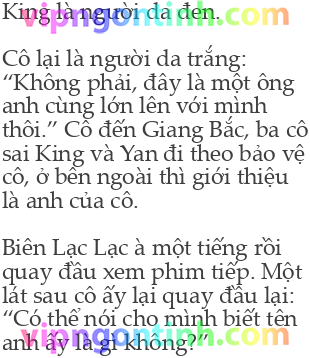 King là người da đen.
vipngontinh.com
Cô lại là người da trắng:
“Không phải, đây là một ông
anh cùng lớn lên với mình
thôi.” Cô đến Giang Bắc, ba cô
sai King và Yan đi theo bảo vệ
cô, ở bên ngoài thì giới thiệu
là anh của cô.
Biên Lạc Lạc à một tiếng rồi
quay đầu xem phim tiếp. Một
lát sau cô ấy lại quay đầu lại:
“Có thể nói cho mình biết tên
anh ấy là gì không?”
vipngontinh.com